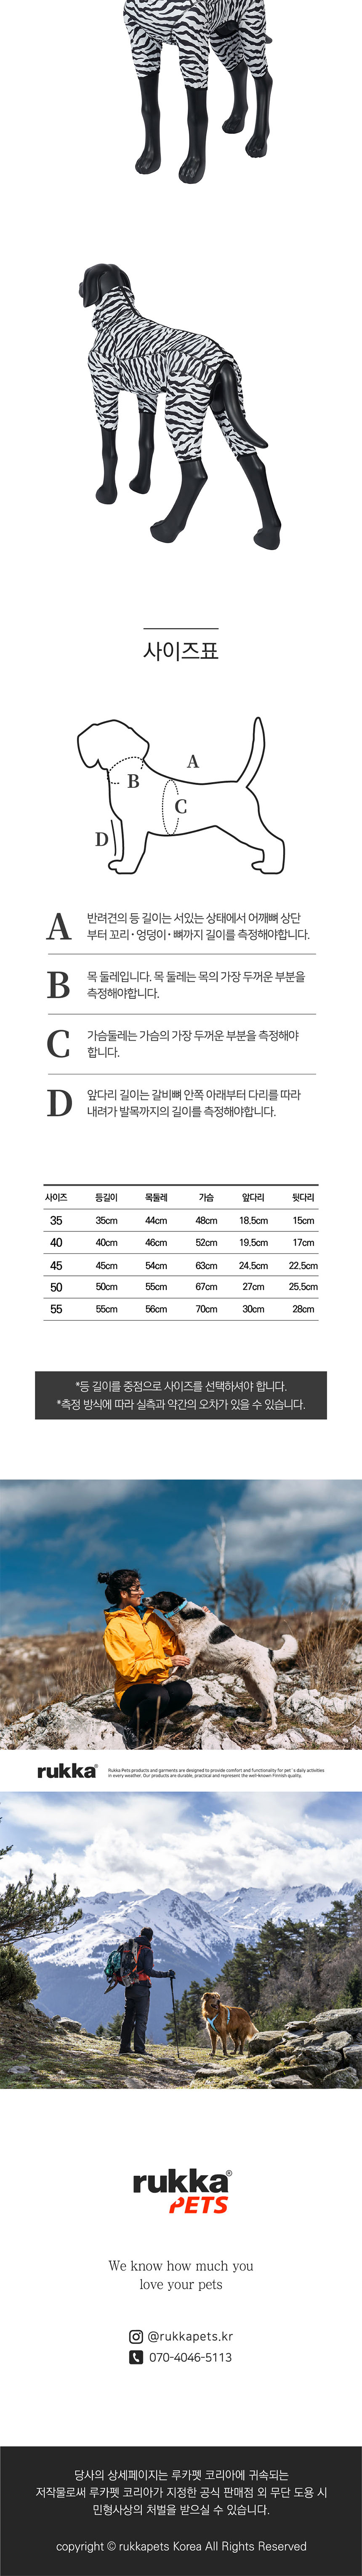 사이즈표
A
B
C
D
A
반려견의 등 길이는 서있는 상태에서 어깨뼈 상단
부터 꼬리·엉덩이·뼈까지 길이를 측정해야합니다.
B
목 둘레입니다. 목 둘레는 목의 가장 두꺼운 부분을
측정해야합니다.
C
가슴둘레는 가슴의 가장 두꺼운 부분을 측정해야
합니다.
D
앞다리 길이는 갈비뼈 안쪽 아래부터 다리를 따라
내려가 발목까지의 길이를 측정해야합니다.
사이즈 등길이 목둘레 가슴 앞다리 뒷다리
35 35cm 44cm 48cm 18.5cm 15cm
40 40cm 46cm 52cm 19.5cm 17cm
45 45cm 54cm 63cm 24.5cm 22.5cm
50 50cm 55cm 67cm 27cm 25.5cm
55 55cm 56cm 70cm 30cm 28cm
*등 길이를 중점으로 사이즈를 선택하셔야 합니다.
*측정 방식에 따라 실측과 약간의 오차가 있을 수 있습니다.
rukka®
Rukka Pets products and garments are designed to provide comfort and functionality for pet`s daily activities
in every weather. Our products are durable, practical and represent the well-known Finnish quality.
rukka®
PETS
We know how much you
love your pets
@rukkapets.kr
070-4046-5113
당사의 상세페이지는 루카펫 코리아에 귀속되는
저작물로써 루카펫 코리아가 지정한 공식 판매점 외 무단 도용 시
민형사상의 처벌을 받으실 수 있습니다.
copyright © rukkapets Korea All Rights Reserved